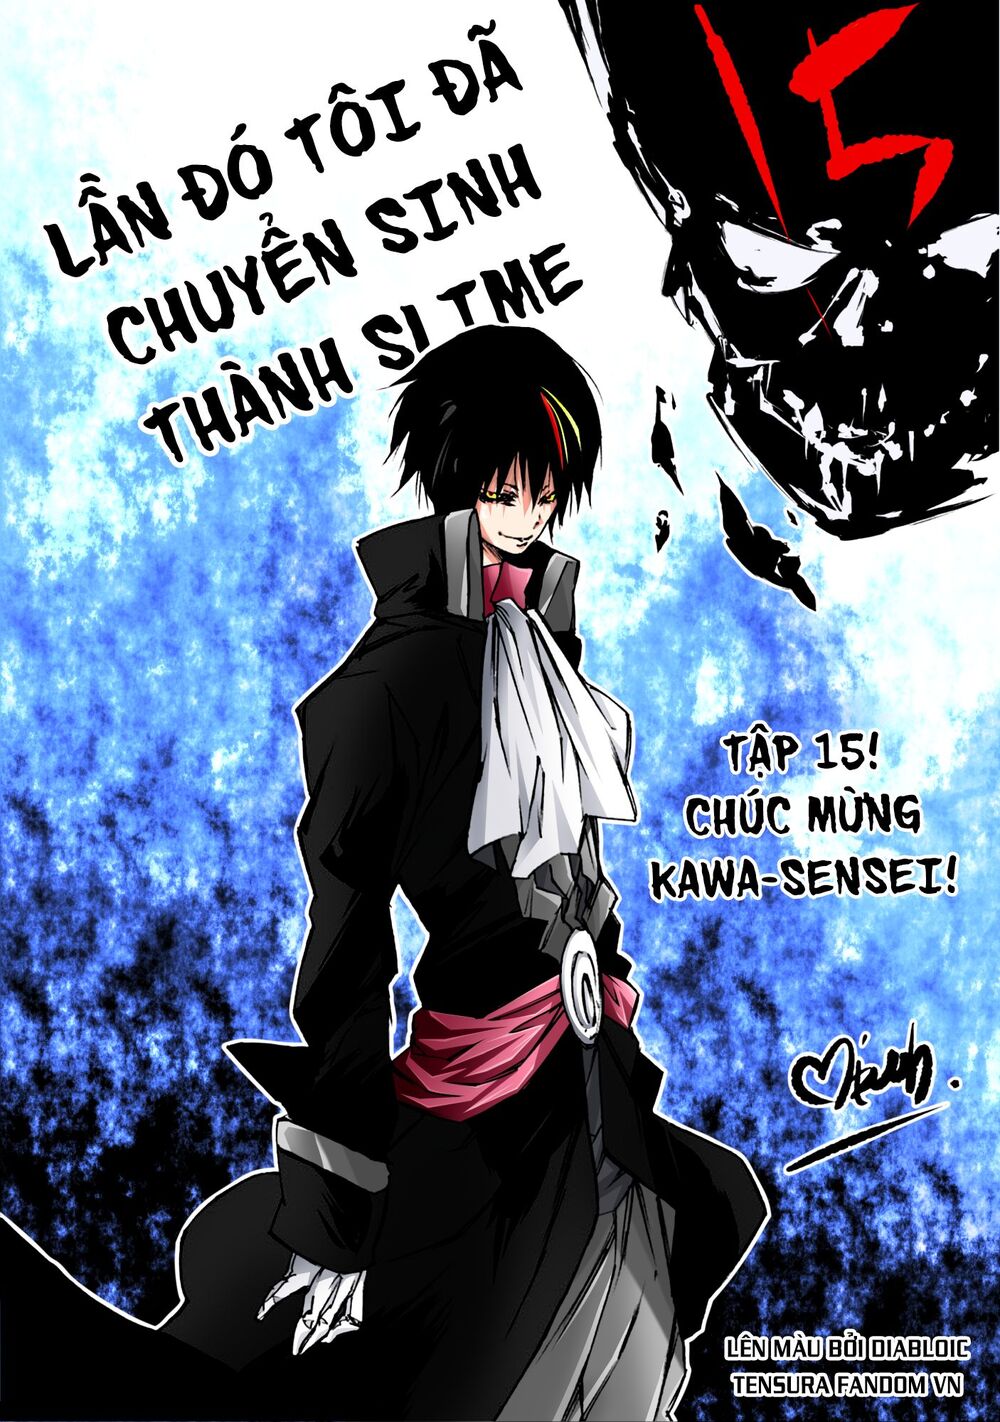 15
LẦN ĐÓ TÔI ĐÃ
CHUYỂN SINH
THÀNH SLIME
TẬP 15!
CHÚC MỪNG
KAWA-SENSEI!
LÊN MÀU BỞI DIABLOIC
TENSURA FANDOM VN